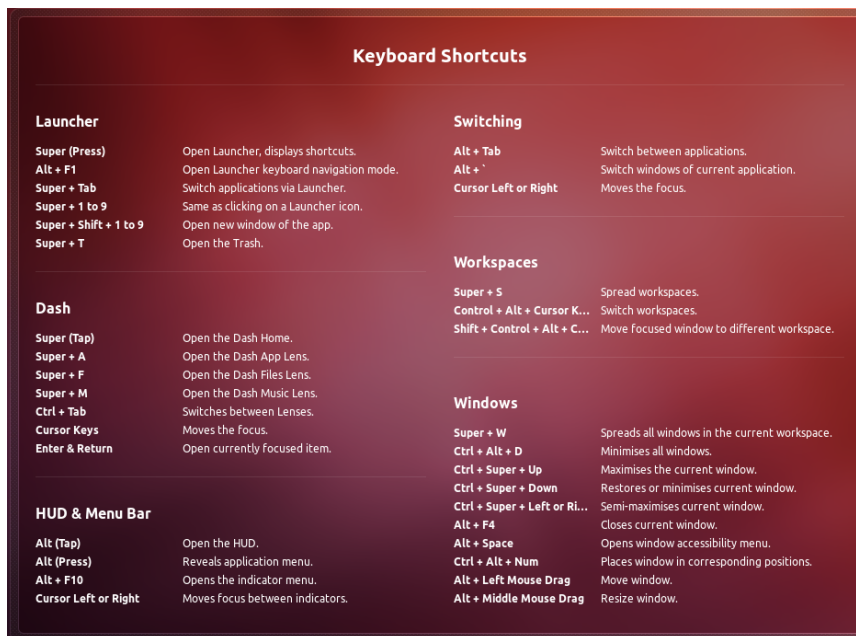 Keyboard Shortcuts
Launcher
Super (Press) Open Launcher, displays shortcuts.
Alt + F1 Open Launcher keyboard navigation mode.
Super + Tab Switch applications via Launcher.
Super + 1 to 9 Same as clicking on a Launcher icon.
Super + Shift + 1 to 9 Open new window of the app.
Super + T Open the Trash.
Dash
Super (Tap) Open the Dash Home.
Super + A Open the Dash App Lens.
Super + F Open the Dash Files Lens.
Super + M Open the Dash Music Lens.
Ctrl + Tab Switches between Lenses.
Cursor Keys Moves the focus.
Enter & Return Open currently focused item.
HUD & Menu Bar
Alt (Tap) Open the HUD.
Alt (Press) Reveals application menu.
Alt + F10 Opens the indicator menu.
Cursor Left or Right Moves focus between indicators.
Switching
Alt + Tab Switch between applications.
Alt + ` Switch windows of current application.
Cursor Left or Right Moves the focus.
Workspaces
Super + S Spread workspaces.
Control + Alt + Cursor K... Switch workspaces.
Shift + Control + Alt + C... Move focused window to different workspace.
Windows
Super + W Spreads all windows in the current workspace.
Ctrl + Alt + D Minimises all windows.
Ctrl + Super + Up Maximises the current window.
Ctrl + Super + Down Restores or minimises current window.
Ctrl + Super + Left or Ri... Semi-maximises current window.
Alt + F4 Closes current window.
Alt + Space Opens window accessibility menu.
Ctrl + Alt + Num Places window in corresponding positions.
Alt + Left Mouse Drag Move window.
Alt + Middle Mouse Drag Resize window.